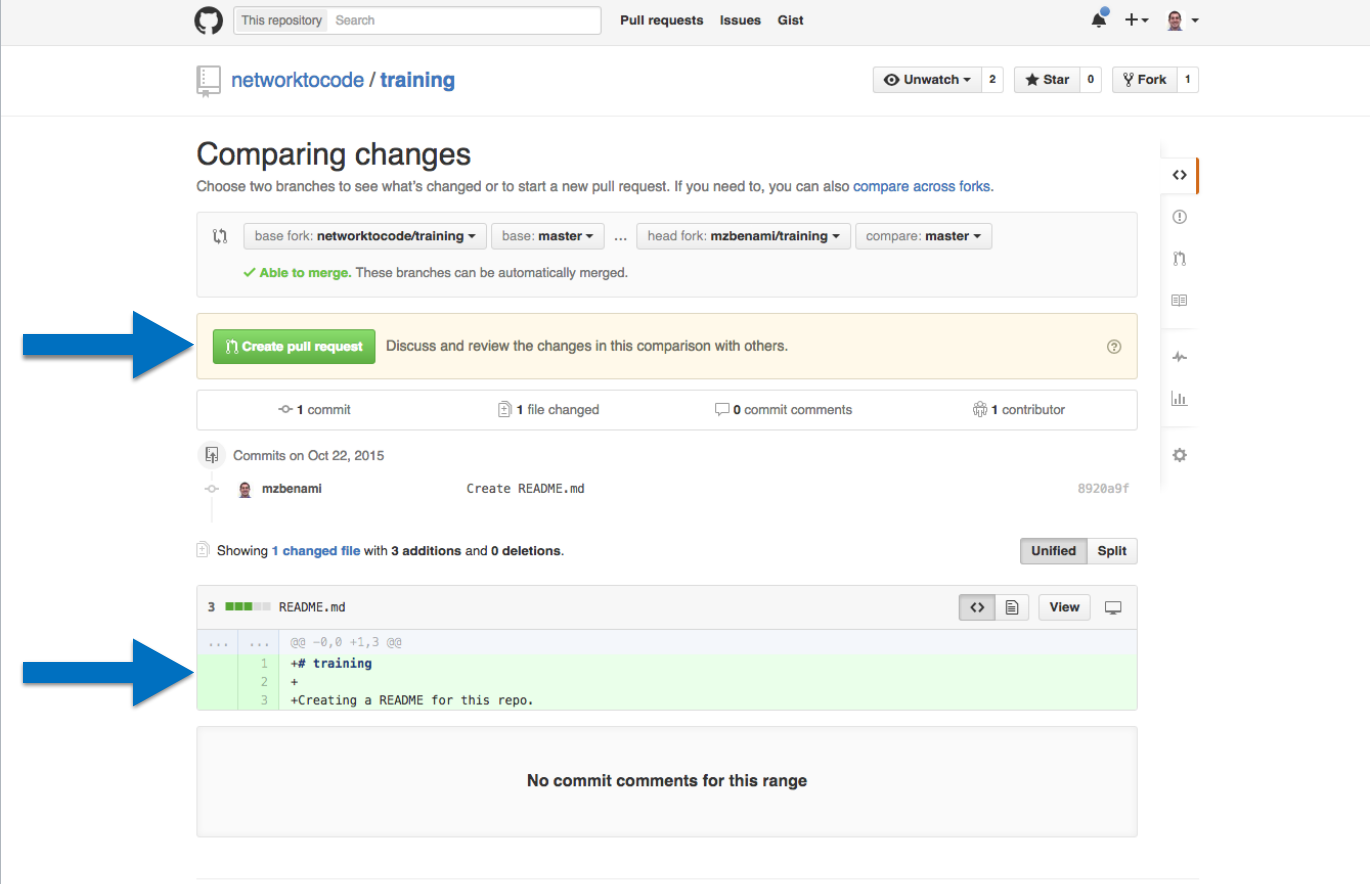 This repository Search Pull requests Issues Gist
networktocode / training Unwatch 2 Star 0 Fork 1
Comparing changes
Choose two branches to see what's changed or to start a new pull request. If you need to, you can also compare across forks.
base fork: networktocode/training base: master ... head fork: mzbenami/training compare: master
Able to merge. These branches can be automatically merged.
Create pull request Discuss and review the changes in this comparison with others.
1 commit 1 file changed 0 commit comments 1 contributor
Commits on Oct 22, 2015
mzbenami Create README.md 8920a9f
Showing 1 changed file with 3 additions and 0 deletions. Unified Split
3 README.md View
... ... @@ -0,0 +1,3 @@
1 +# training
2 +
3 +Creating a README for this repo.
No commit comments for this range